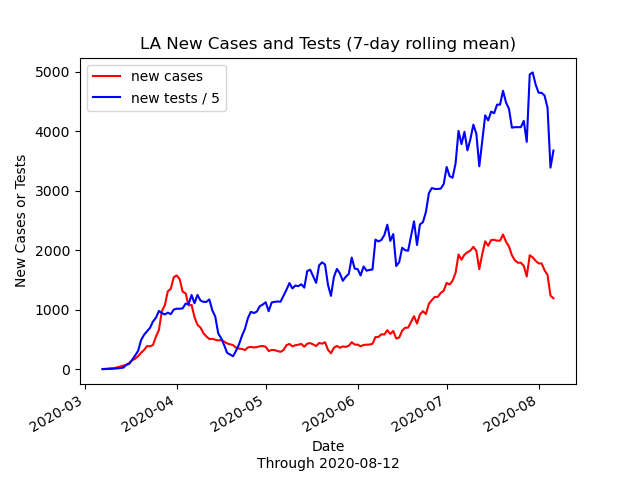 LA New Cases and Tests (7-day rolling mean)
new cases
new tests / 5
New Cases or Tests
5000
4000
3000
2000
1000
0
2020-03
2020-04
2020-05
2020-06
2020-07
2020-08
Date
Through 2020-08-12